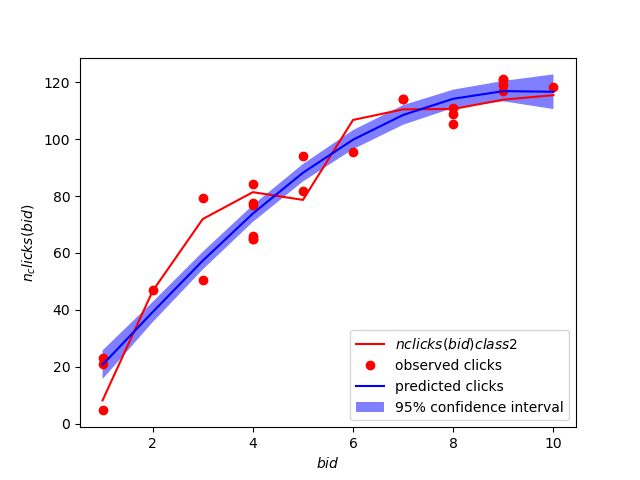 120
100
80
60
40
20
0
n_clicks(bid)
2
4
6
8
10
bid
nclicks(bid)class2
observed clicks
predicted clicks
95% confidence interval